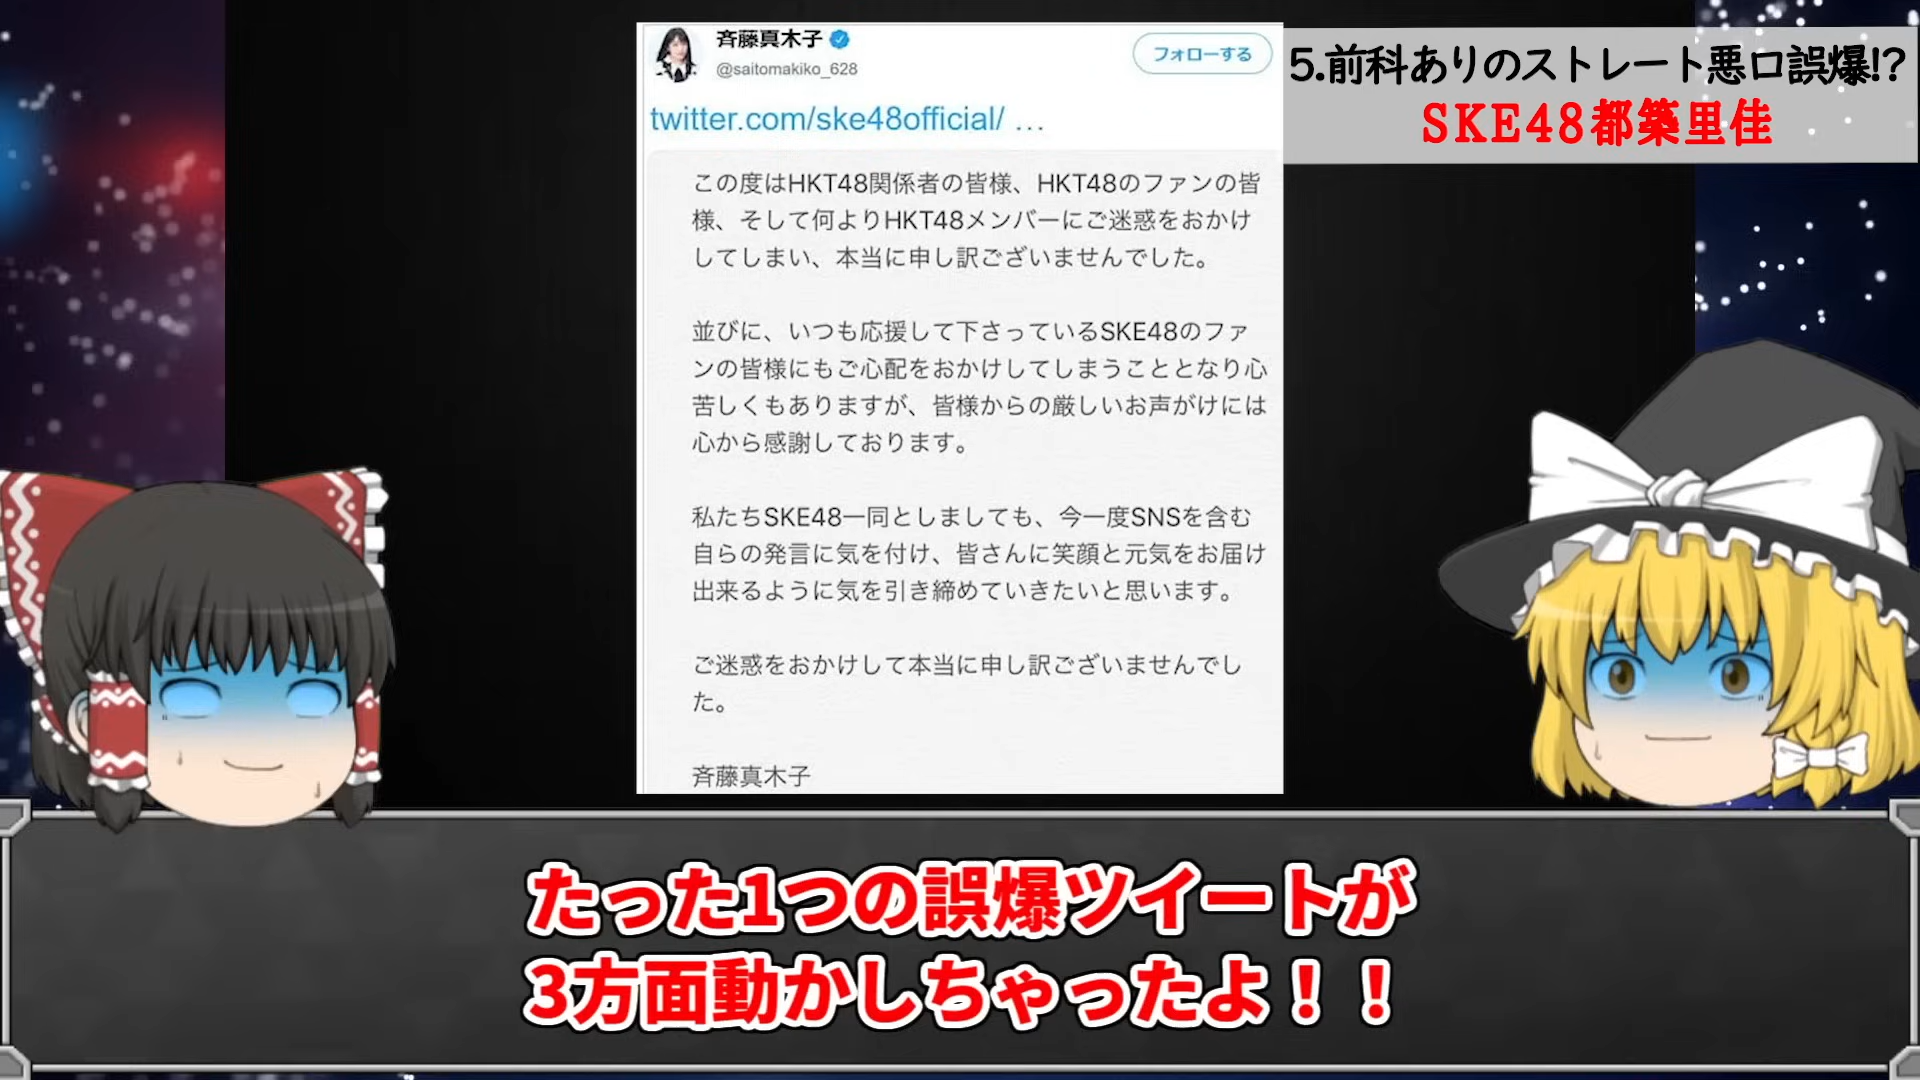 斉藤真木子
@saitomakiko_628
フォローする
twitter.com/ske48official/ …
この度はHKT48関係者の皆様、HKT48のファンの皆
様、そして何よりHKT48メンバーにご迷惑をおかけ
してしまい、本当に申し訳ございませんでした。
並びに、いつも応援して下さっているSKE48のファ
ンの皆様にもご心配をおかけしてしまうこととなり心
苦しくもありますが、皆様からの厳しいお声がけには
心から感謝しております。
私たちSKE48一同としましても、今一度SNSを含む
自らの発言に気を付け、皆さんに笑顔と元気をお届け
出来るように気を引き締めていきたいと思います。
ご迷惑をおかけして本当に申し訳ございませんでし
た。
斉藤真木子
5.前科ありのストレート悪口誤爆!?
SKE48都築里佳
たった1つの誤爆ツイートが
3方面動かしちゃったよ！！